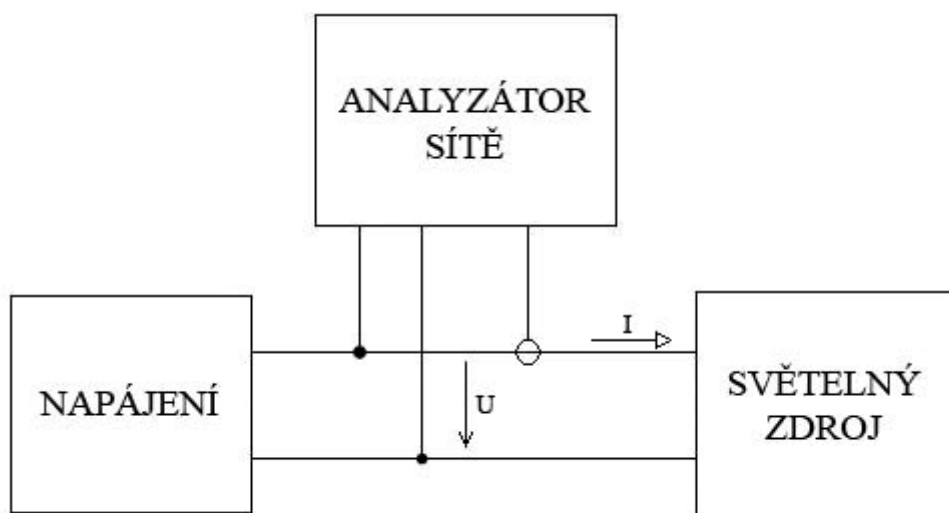 ANALYZÁTOR
SÍTĚ
I
NAPÁJENÍ
U
SVĚTELNÝ
ZDROJ